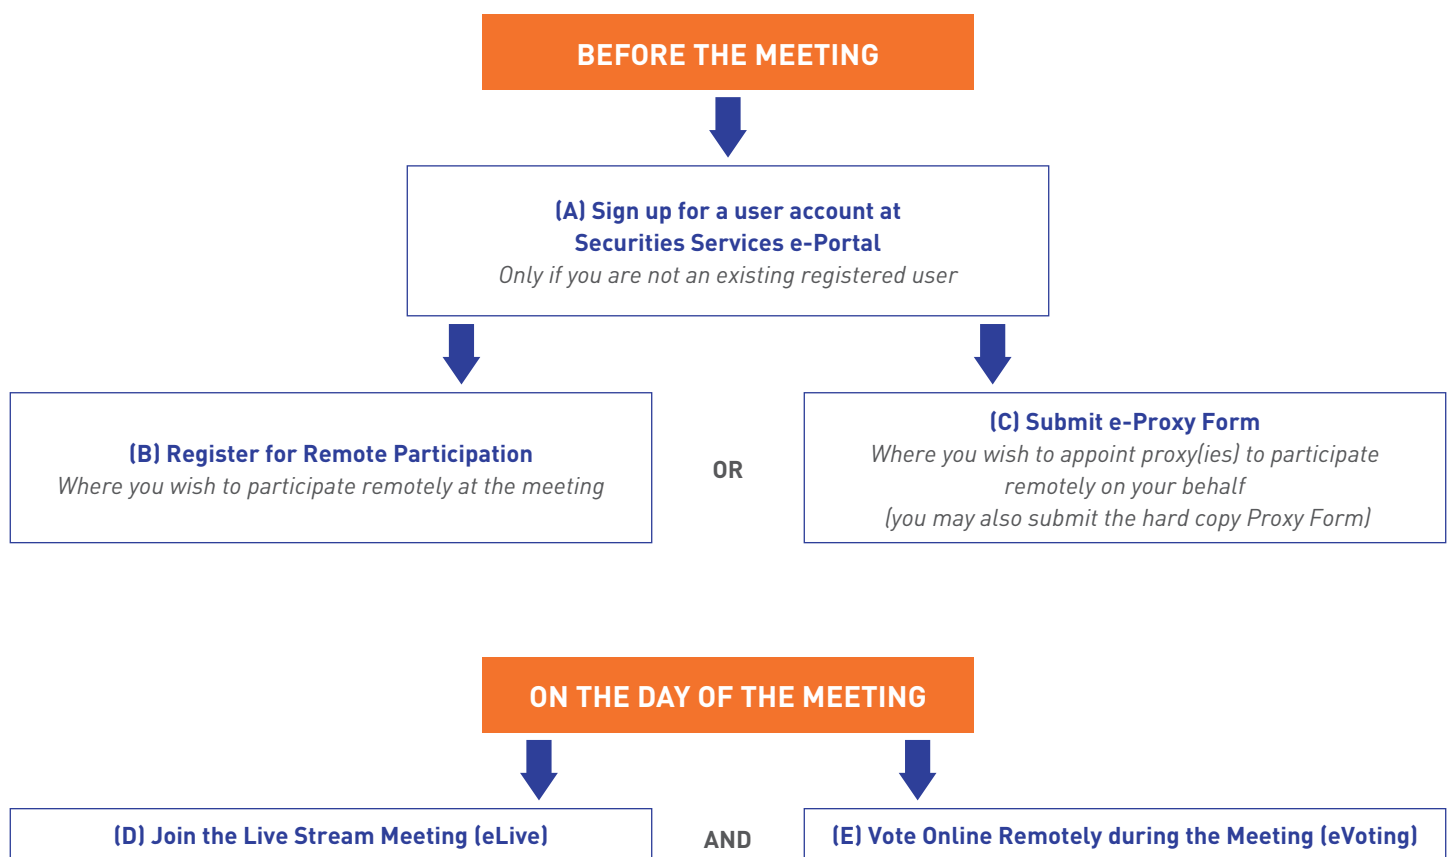 BEFORE THE MEETING
(A) Sign up for a user account at
Securities Services e-Portal
Only if you are not an existing registered user
(B) Register for Remote Participation
Where you wish to participate remotely at the meeting
OR
(C) Submit e-Proxy Form
Where you wish to appoint proxy(ies) to participate
remotely on your behalf
(you may also submit the hard copy Proxy Form)
ON THE DAY OF THE MEETING
(D) Join the Live Stream Meeting (eLive)
AND
(E) Vote Online Remotely during the Meeting (eVoting)